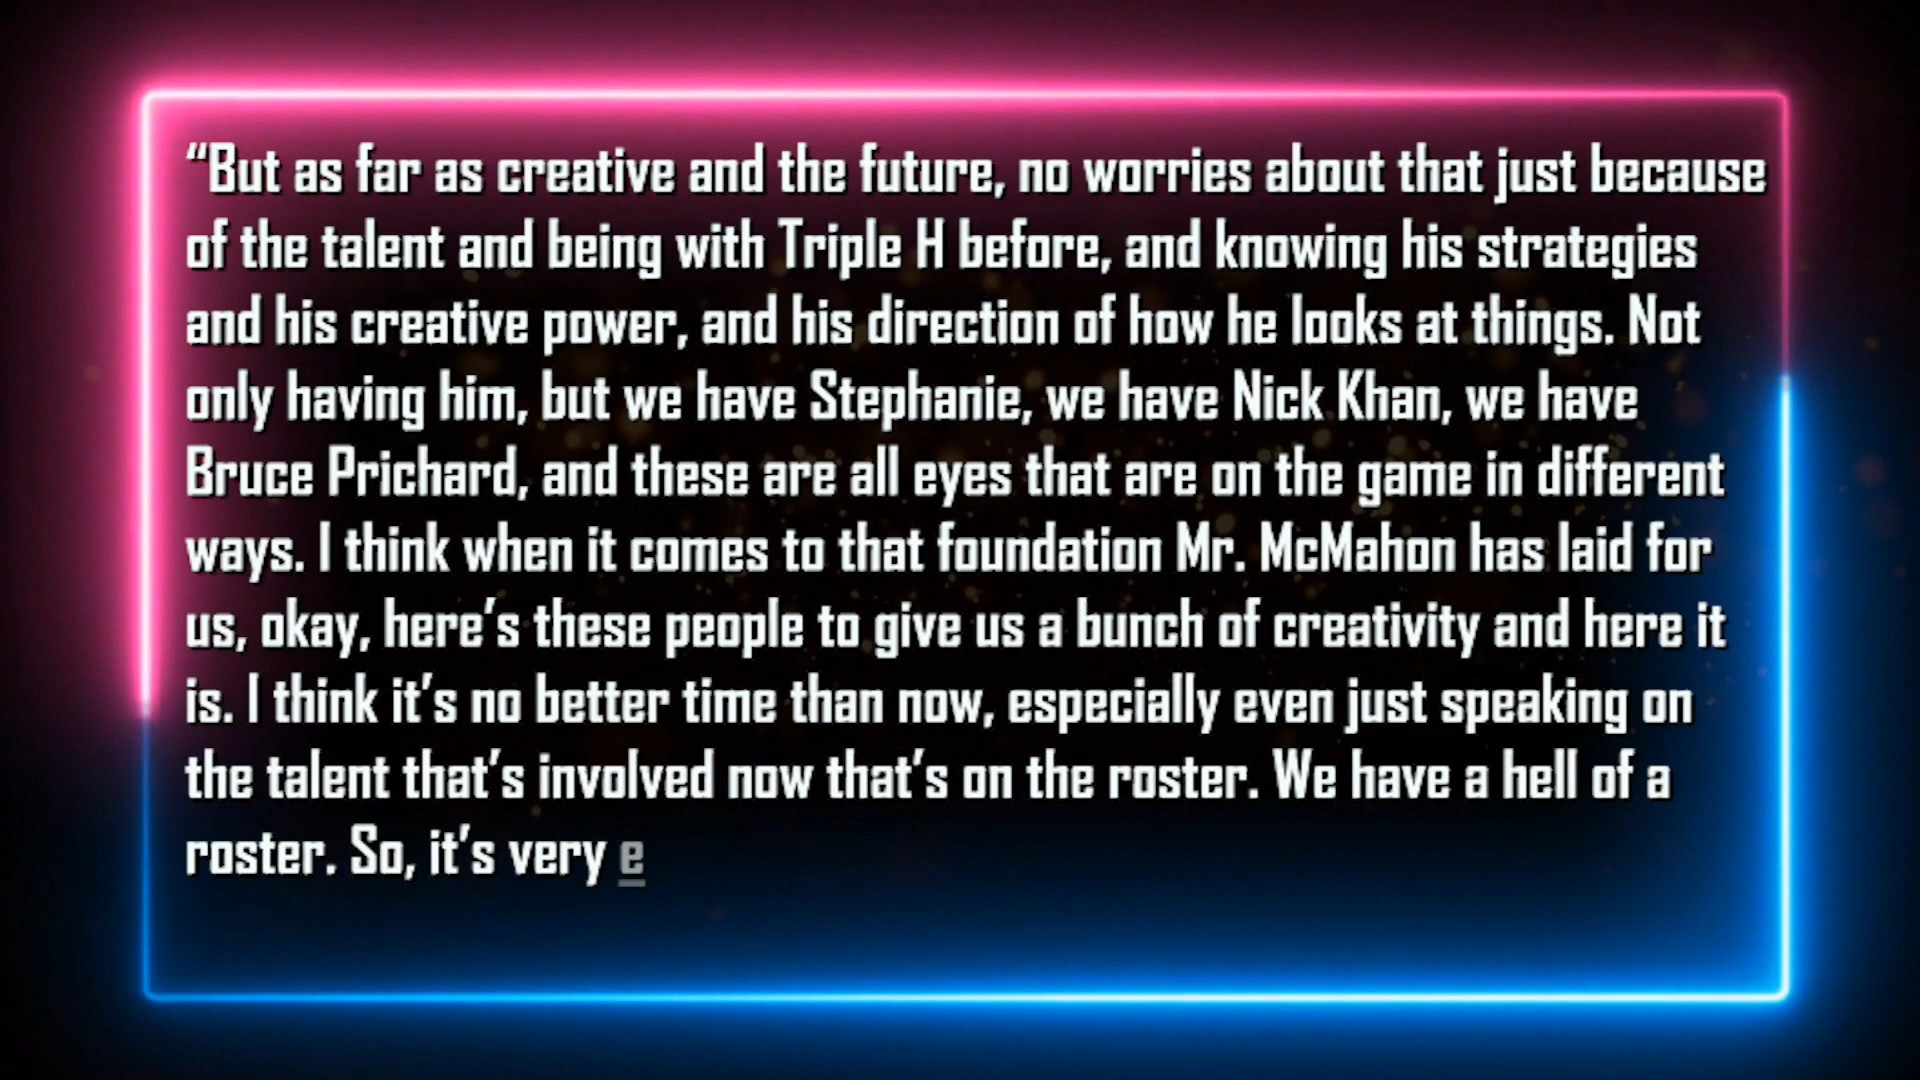 “But as far as creative and the future, no worries about that just because
of the talent and being with Triple H before, and knowing his strategies
and his creative power, and his direction of how he looks at things. Not
only having him, but we have Stephanie, we have Nick Khan, we have
Bruce Prichard, and these are all eyes that are on the game in different
ways. I think when it comes to that foundation Mr. McMahon has laid for
us, okay, here’s these people to give us a bunch of creativity and here it
is. I think it’s no better time than now, especially even just speaking on
the talent that’s involved now that’s on the roster. We have a hell of a
roster. So, it’s very e